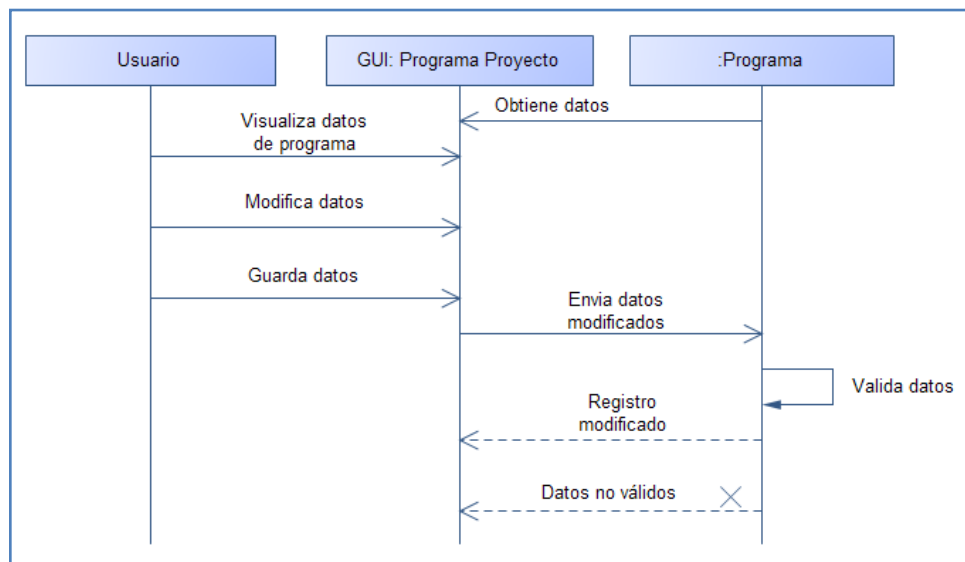 Usuario
GUI: Programa Proyecto
:Programa
Obtiene datos
Visualiza datos
de programa
Modifica datos
Guarda datos
Envia datos
modificados
Valida datos
Registro
modificado
Datos no válidos